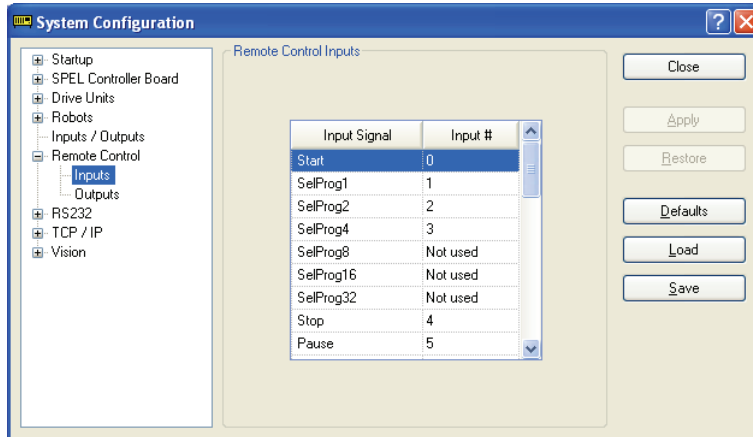 System Configuration
Startup
SPEL Controller Board
Drive Units
Robots
Inputs / Outputs
Remote Control
Inputs
Outputs
RS232
TCP / IP
Vision
Remote Control Inputs
Input Signal Input #
Start 0
SelProg1 1
SelProg2 2
SelProg4 3
SelProg8 Not used
SelProg16 Not used
SelProg32 Not used
Stop 4
Pause 5
Close
Apply
Restore
Defaults
Load
Save